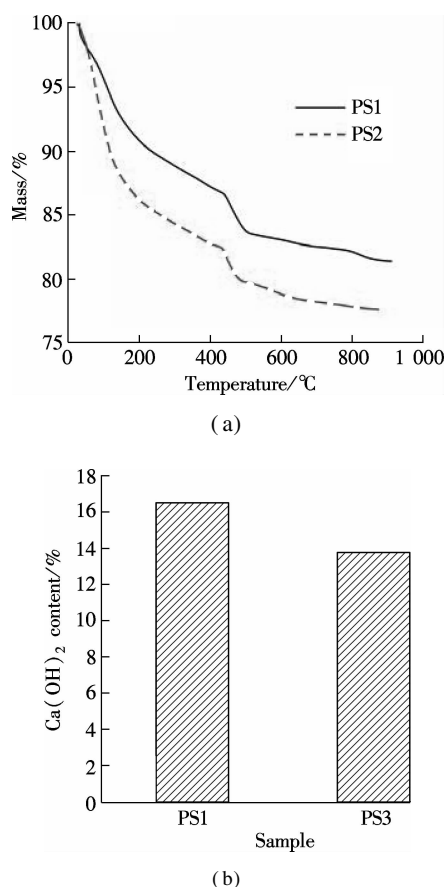 100
95
90
85
80
75
Mass/%
PS1
PS2
0
200
400
600
800
1 000
Temperature/℃
(a)
18
16
14
12
10
8
6
4
2
0
Ca(OH)₂ content/%
PS1
PS3
Sample
(b)